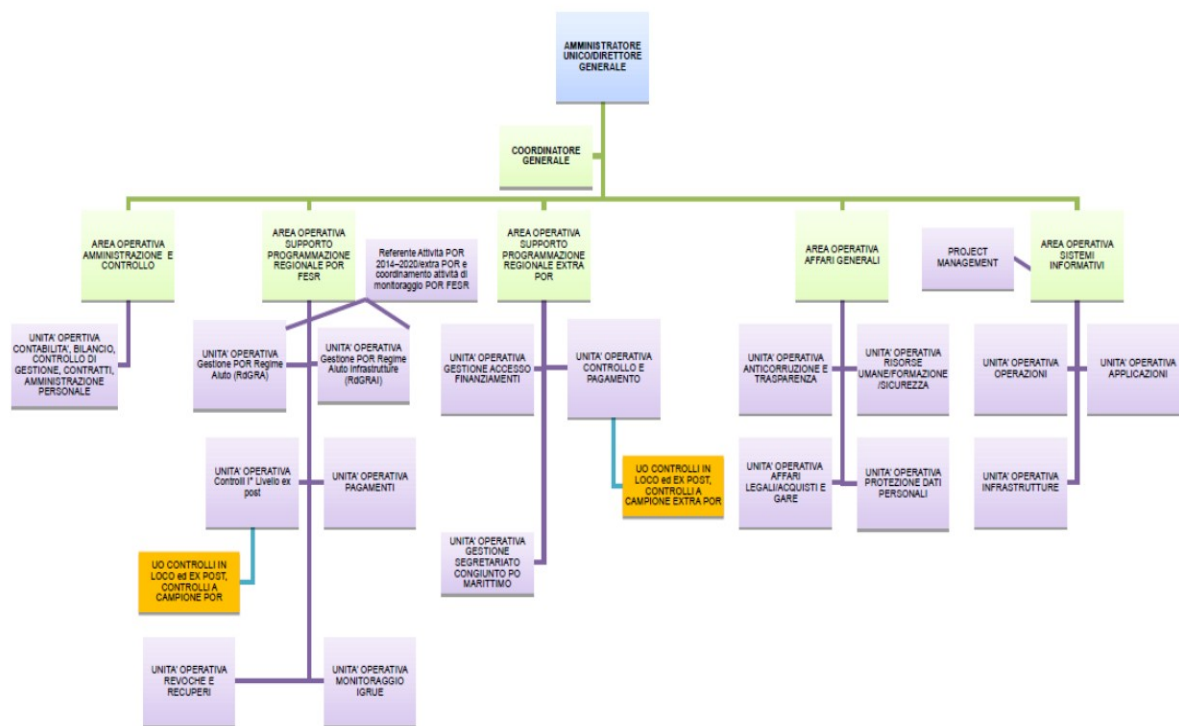 AMMINISTRATORE
UNICO/DIRETTORE
GENERALE
COORDINATORE
GENERALE
AREA OPERATIVA
AMMINISTRAZIONE E
CONTROLLO
AREA OPERATIVA
SUPPORTO
PROGRAMMAZIONE
REGIONALE POR
FESR
Referente Attività POR
2014–2020/extra POR e
coordinamento attività di
monitoraggio POR FESR
AREA OPERATIVA
SUPPORTO
PROGRAMMAZIONE
REGIONALE EXTRA
POR
AREA OPERATIVA
AFFARI GENERALI
PROJECT
MANAGEMENT
AREA OPERATIVA
SISTEMI
INFORMATIVI
UNITA' OPERTIVA
CONTABILITA', BILANCIO,
CONTROLLO DI
GESTIONE, CONTRATTI,
AMMINISTRAZIONE
PERSONALE
UNITA' OPERATIVA
Gestione POR Regime
Aiuto (RdGRA)
UNITA' OPERATIVA
Gestione POR Regime
Aiuto Infrastrutture
(RdGRAI)
UNITA' OPERATIVA
GESTIONE ACCESSO
FINANZIAMENTI
UNITA' OPERATIVA
CONTROLLO E
PAGAMENTO
UNITA' OPERATIVA
ANTICORRUZIONE E
TRASPARENZA
UNITA' OPERATIVA
RISORSE
UMANE/FORMAZIONE
/SICUREZZA
UNITA' OPERATIVA
OPERAZIONI
UNITA' OPERATIVA
APPLICAZIONI
UNITA' OPERATIVA
Controlli I° Livello ex
post
UNITA' OPERATIVA
PAGAMENTI
UO CONTROLLI IN
LOCO ed EX POST,
CONTROLLI A
CAMPIONE EXTRA POR
UNITA' OPERATIVA
AFFARI
LEGALI/ACQUISTI E
GARE
UNITA' OPERATIVA
PROTEZIONE DATI
PERSONALI
UNITA' OPERATIVA
INFRASTRUTTURE
UO CONTROLLI IN
LOCO ed EX POST,
CONTROLLI A
CAMPIONE POR
UNITA' OPERATIVA
GESTIONE
SEGRETARIATO
CONGIUNTO PO
MARITTIMO
UNITA' OPERATIVA
REVOCHE E
RECUPERI
UNITA' OPERATIVA
MONITORAGGIO
IGRUE